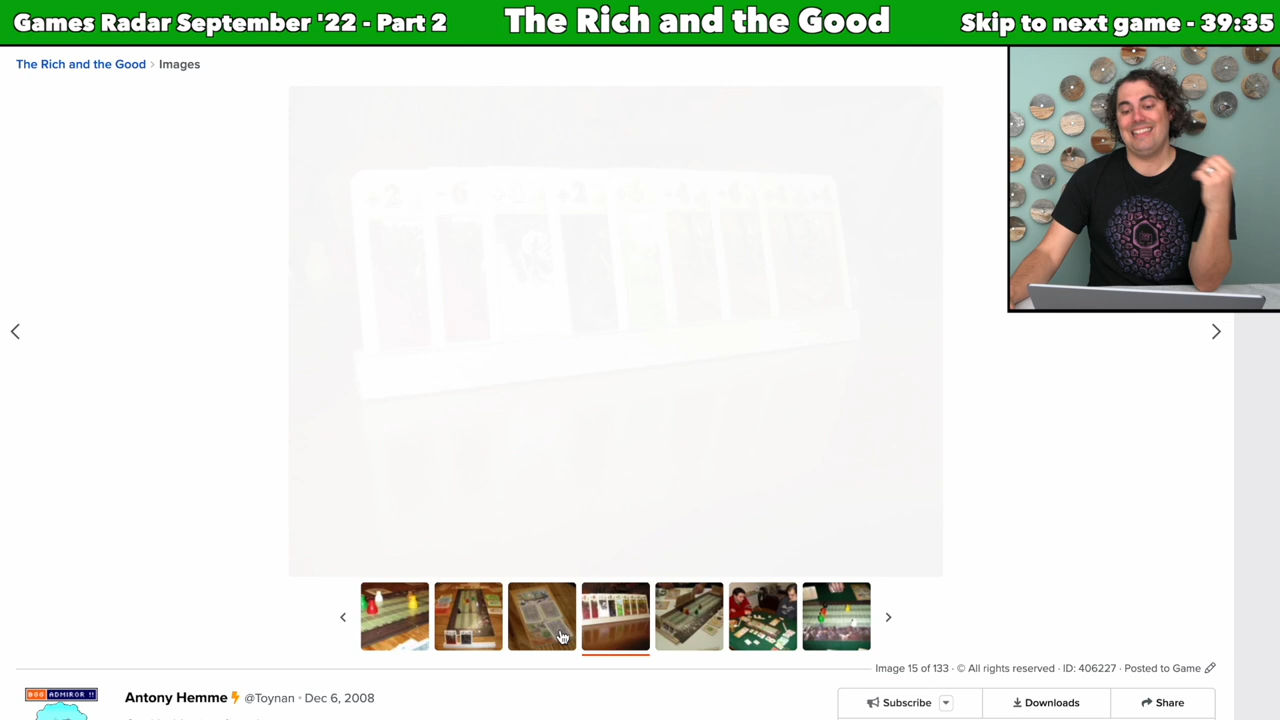 Games Radar September '22 - Part 2
The Rich and the Good
Skip to next game - 39:35
The Rich and the Good > Images
Image 15 of 133 · © All rights reserved · ID: 406227 · Posted to Game
BGG ADMIROR !!
Antony Hemme @Toynan · Dec 6, 2008
Subscribe
Downloads
Share